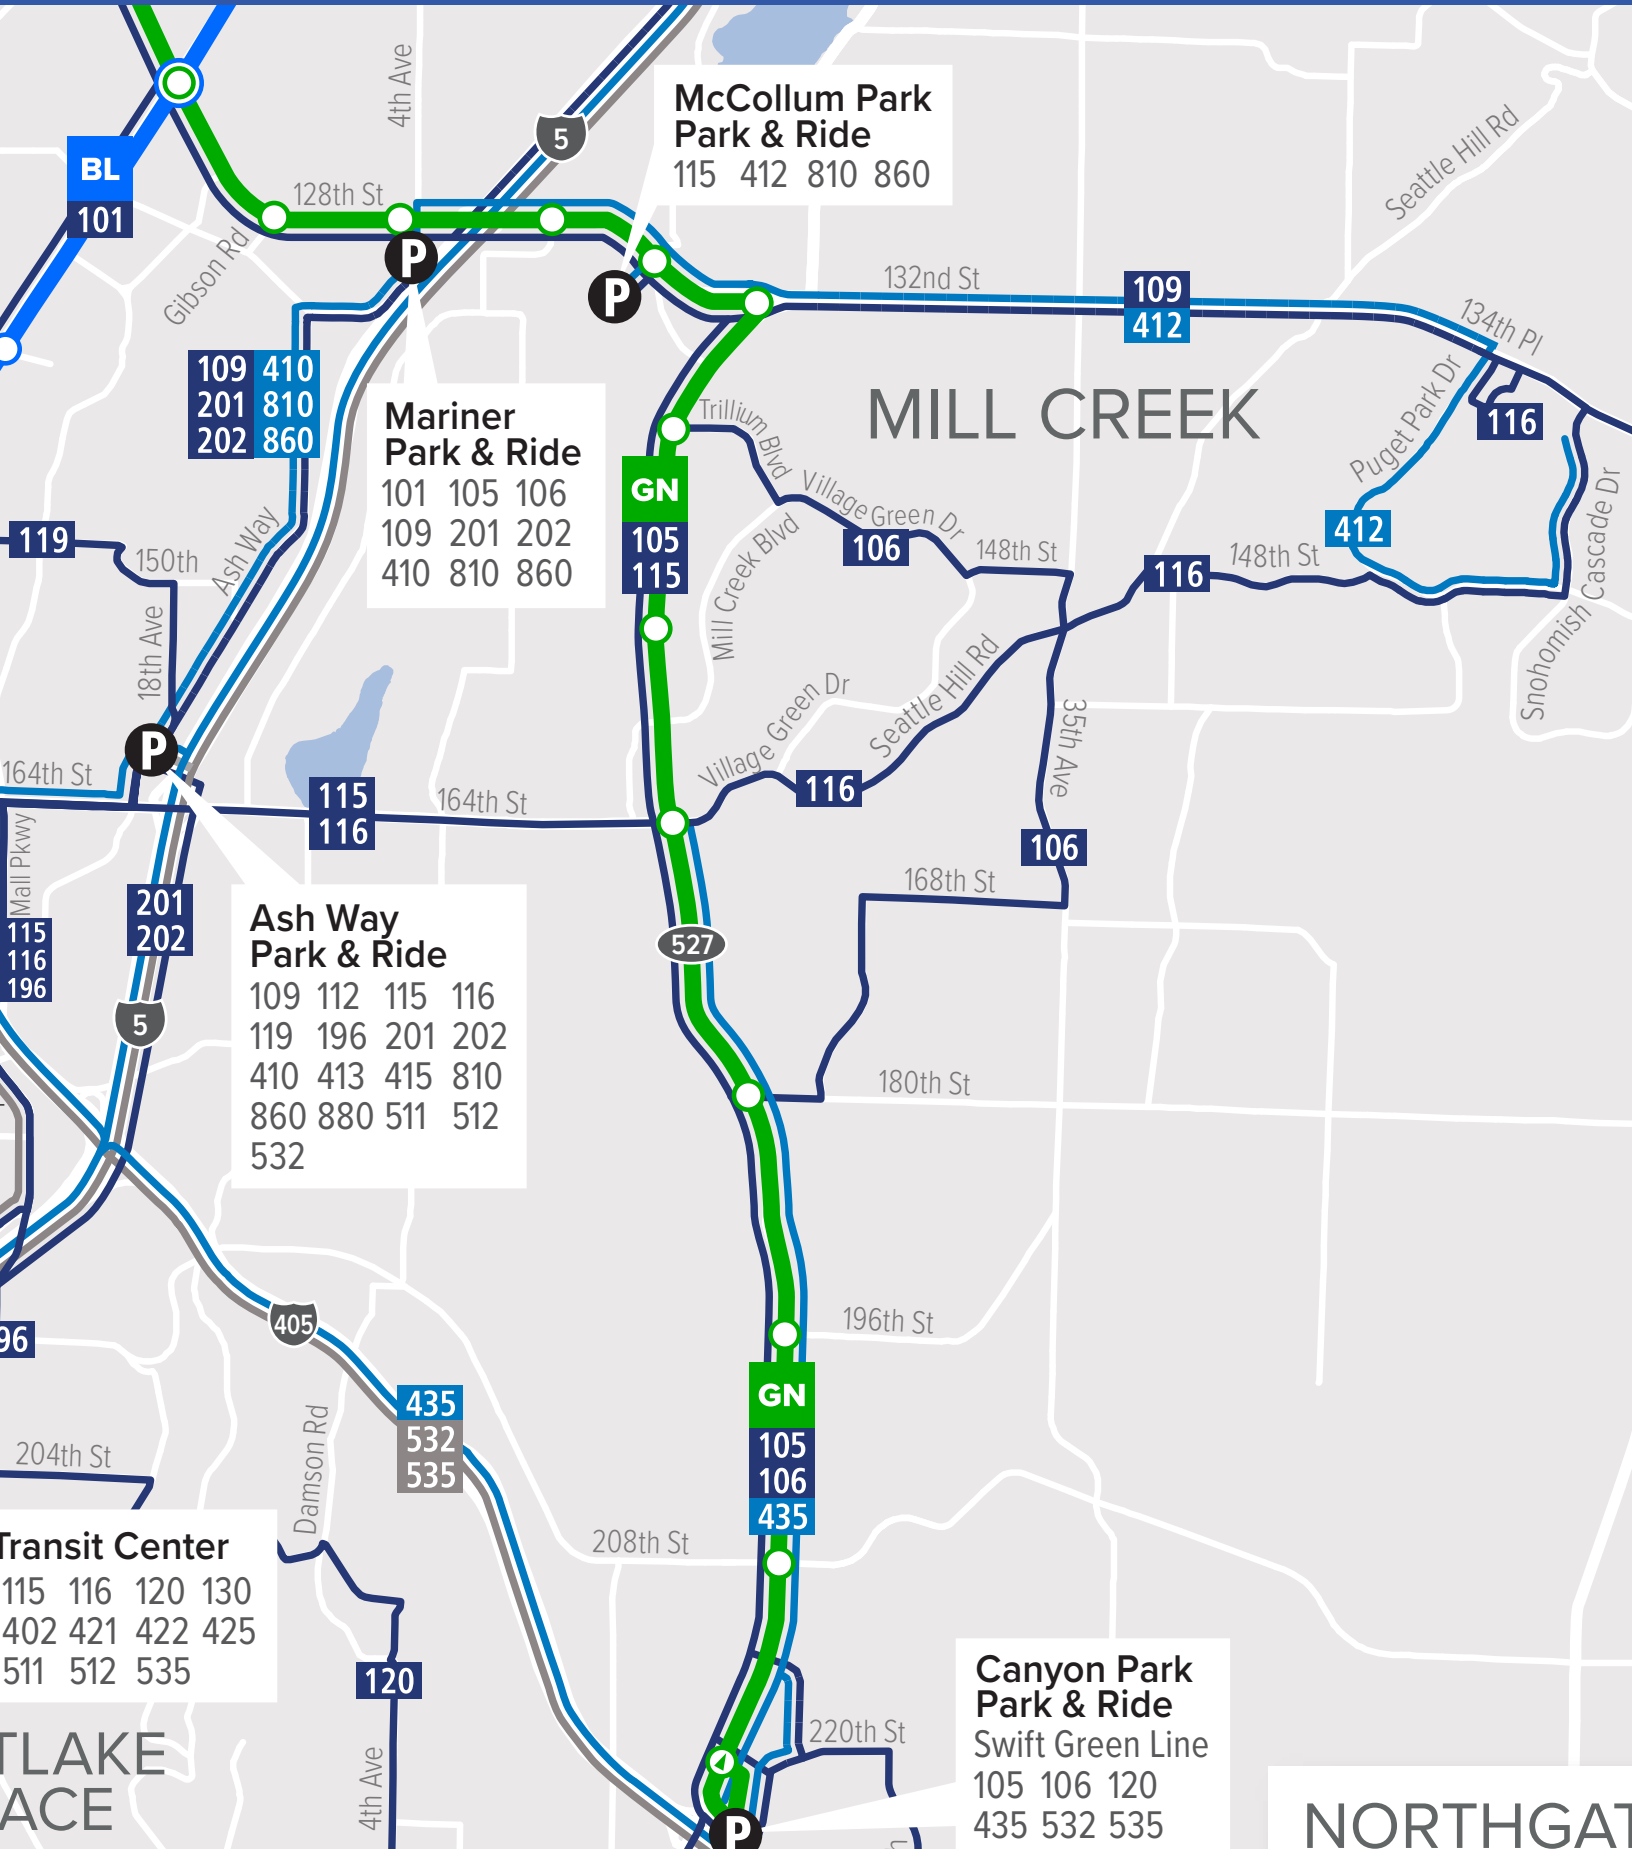 4th Ave
5
McCollum Park
Park & Ride
115 412 810 860
BL
101
128th St
Gibson Rd
P
P
132nd St
109
412
Seattle Hill Rd
134th Pl
109 410
201 810
202 860
Mariner
Park & Ride
101 105 106
109 201 202
410 810 860
MILL CREEK
Trillium Blvd
Puget Park Dr
116
GN
105
115
Village Green Dr
106
148th St
412
119
150th
Ash Way
Mill Creek Blvd
116
148th St
Snohomish Cascade Dr
18th Ave
P
Village Green Dr
Seattle Hill Rd
35th Ave
164th St
115
116
164th St
116
106
Mall Pkwy
201
202
168th St
115
116
196
Ash Way
Park & Ride
109 112 115 116
119 196 201 202
410 413 415 810
860 880 511 512
532
527
5
180th St
405
196th St
96
435
532
535
GN
105
106
435
204th St
Damson Rd
208th St
Transit Center
115 116 120 130
402 421 422 425
511 512 535
120
TLAKE
ACE
4th Ave
220th St
P
Canyon Park
Park & Ride
Swift Green Line
105 106 120
435 532 535
NORTHGAT